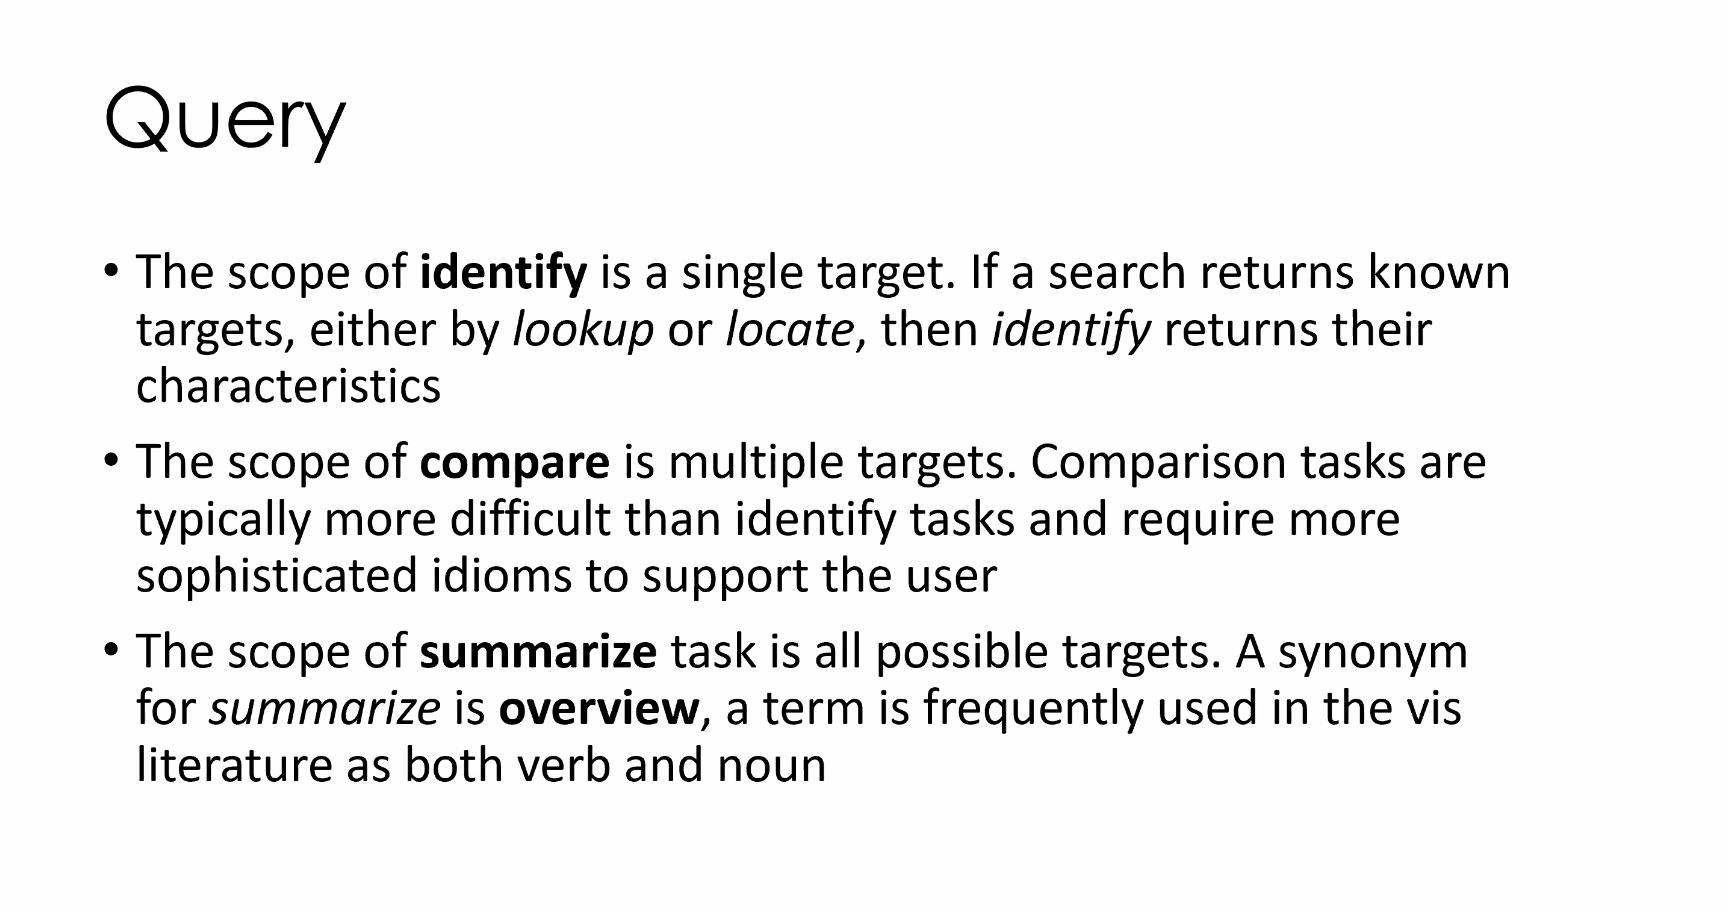 Query
• The scope of identify is a single target. If a search returns known
targets, either by lookup or locate, then identify returns their
characteristics
• The scope of compare is multiple targets. Comparison tasks are
typically more difficult than identify tasks and require more
sophisticated idioms to support the user
• The scope of summarize task is all possible targets. A synonym
for summarize is overview, a term is frequently used in the vis
literature as both verb and noun